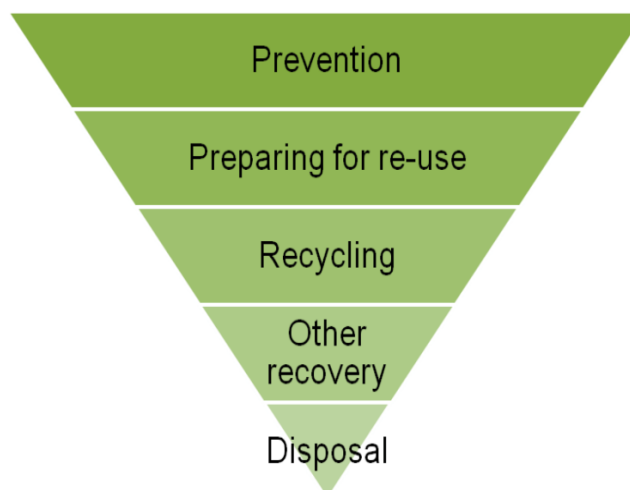 Prevention
Preparing for re-use
Recycling
Other
recovery
Disposal